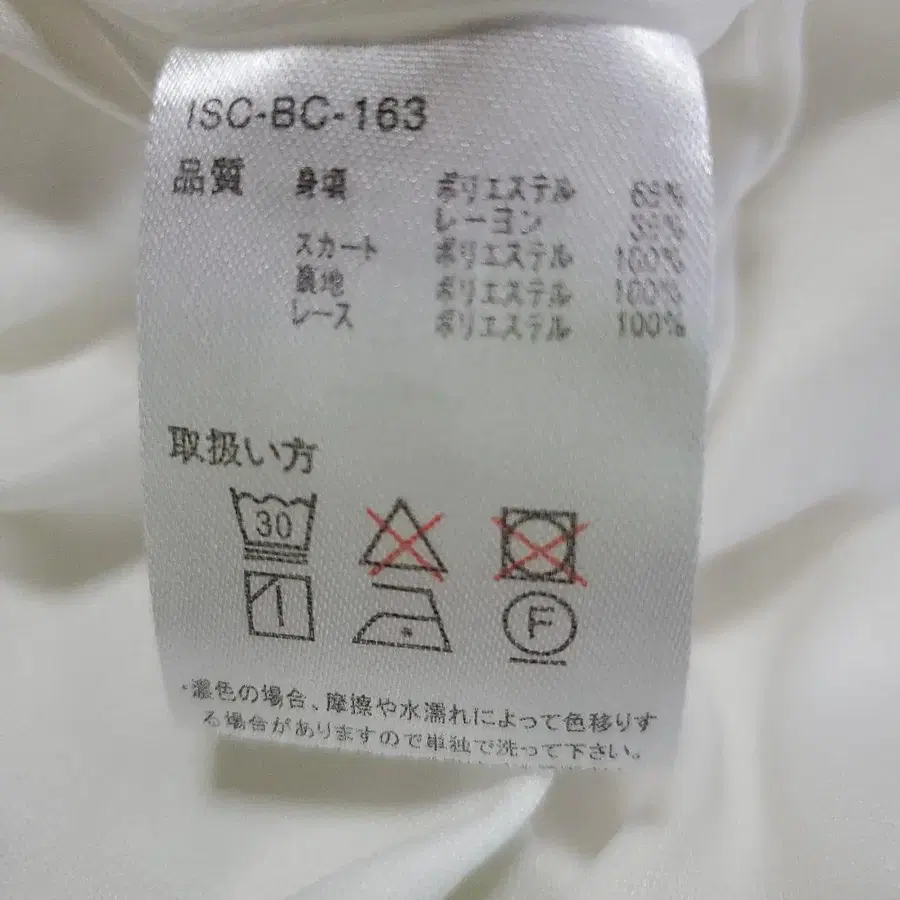 ISC-BC-163
品質 身頃 ポリエステル 65%
レーヨン 35%
スカート ポリエステル 100%
裏地 ポリエステル 100%
レース ポリエステル 100%
取扱い方
30
F
・濃色の場合、摩擦や水濡れによって色移りす
る場合がありますので単独で洗って下さい。